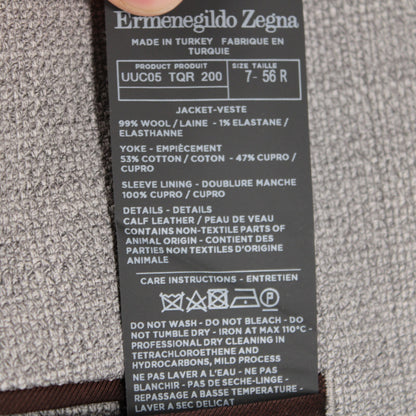 Ermenegildo Zegna
MADE IN TURKEY FABRIQUE EN
TURQUIE
PRODUCT PRODUIT SIZE TAILLE
UUC05 TQR 200 7- 56 R
JACKET-VESTE
99% WOOL / LAINE - 1% ELASTANE /
ELASTHANNE
YOKE - EMPIÈCEMENT
53% COTTON / COTON - 47% CUPRO /
CUPRO
SLEEVE LINING - DOUBLURE MANCHE
100% CUPRO / CUPRO
DETAILS - DETAILS
CALF LEATHER / PEAU DE VEAU
CONTAINS NON-TEXTILE PARTS OF
ANIMAL ORIGIN - CONTIENT DES
PARTIES NON TEXTILES D'ORIGINE
ANIMALE
CARE INSTRUCTIONS - ENTRETIEN
P
DO NOT WASH - DO NOT BLEACH - DO
NOT TUMBLE DRY - IRON AT MAX 110°C -
PROFESSIONAL DRY CLEANING IN
TETRACHLOROETHENE AND
HYDROCARBONS, MILD PROCESS
NE PAS LAVER A L'EAU - NE PAS
BLANCHIR - PAS DE SECHE-LINGE -
REPASSAGE A BASSE TEMPERATURE -
LAVER A SEC DELICAT